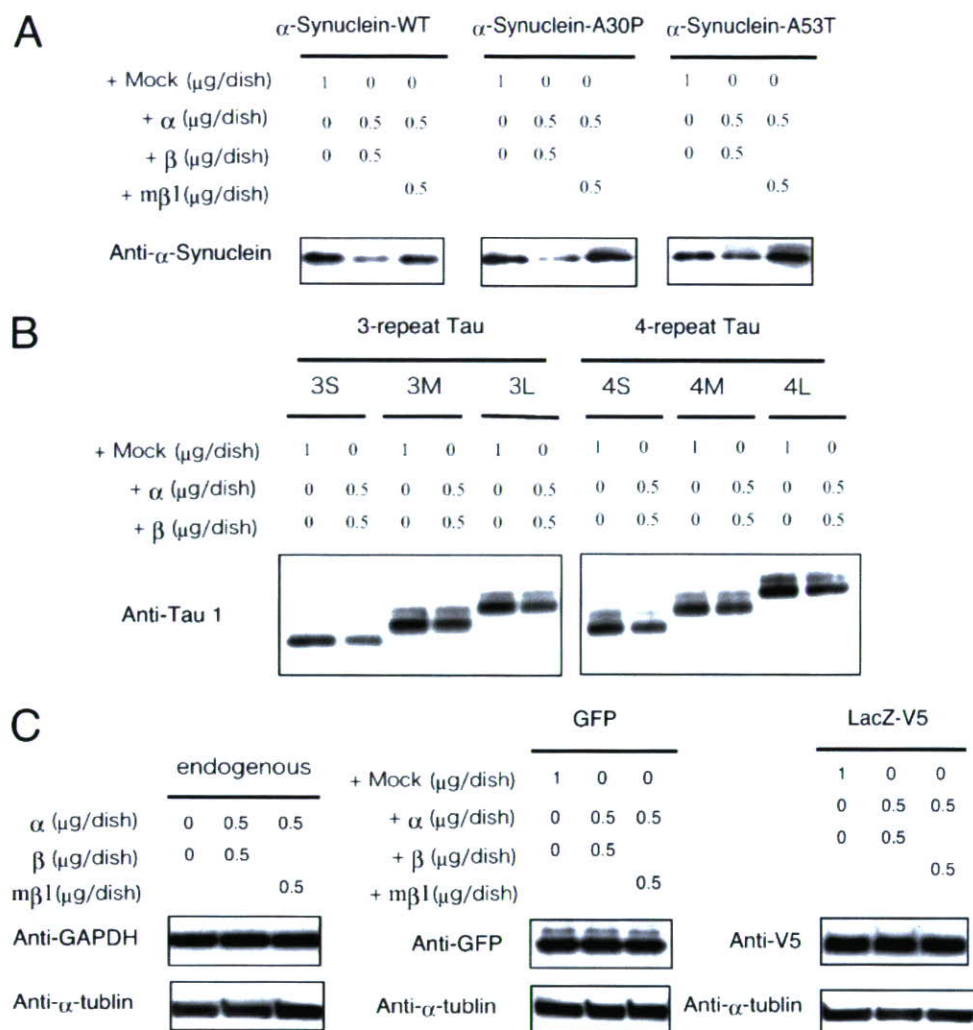 A
α-Synuclein-WT α-Synuclein-A30P α-Synuclein-A53T
+ Mock (μg/dish) 1 0 0 1 0 0 1 0 0
+ α (μg/dish) 0 0.5 0.5 0 0.5 0.5 0 0.5 0.5
+ β (μg/dish) 0 0.5 0 0.5 0 0.5
+ mβ1(μg/dish) 0.5 0.5 0.5
Anti-α-Synuclein
B
3-repeat Tau 4-repeat Tau
3S 3M 3L 4S 4M 4L
+ Mock (μg/dish) 1 0 1 0 1 0 1 0 1 0 1 0
+ α (μg/dish) 0 0.5 0 0.5 0 0.5 0 0.5 0 0.5 0 0.5
+ β (μg/dish) 0 0.5 0 0.5 0 0.5 0 0.5 0 0.5 0 0.5
Anti-Tau 1
C
endogenous
α (μg/dish) 0 0.5 0.5
β (μg/dish) 0 0.5
mβ1(μg/dish) 0.5
Anti-GAPDH
Anti-α-tublin
GFP
+ Mock (μg/dish) 1 0 0
+ α (μg/dish) 0 0.5 0.5
+ β (μg/dish) 0 0.5
+ mβ1(μg/dish) 0.5
Anti-GFP
Anti-α-tublin
LacZ-V5
1 0 0
0 0.5 0.5
0 0.5
0.5
Anti-V5
Anti-α-tublin